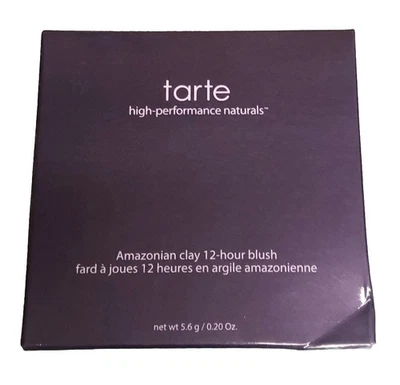 tarte
high-performance naturals™
Amazonian clay 12-hour blush
fard à joues 12 heures en argile amazonienne
net wt 5.6 g / 0.20 Oz.